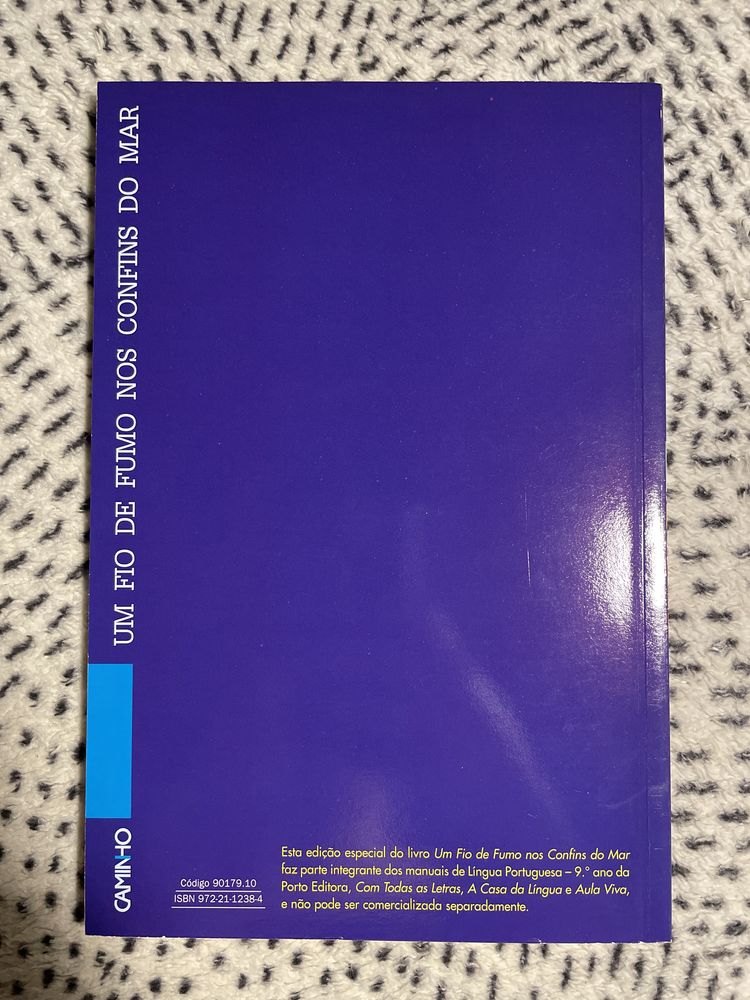 UM FIO DE FUMO NOS CONFINS DO MAR
CAMINHO
Código 90179.10
ISBN 972-21-1238-4
Esta edição especial do livro Um Fio de Fumo nos Confins do Mar
faz parte integrante dos manuais de Língua Portuguesa – 9.º ano da
Porto Editora, Com Todas as Letras, A Casa da Língua e Aula Viva,
e não pode ser comercializada separadamente.